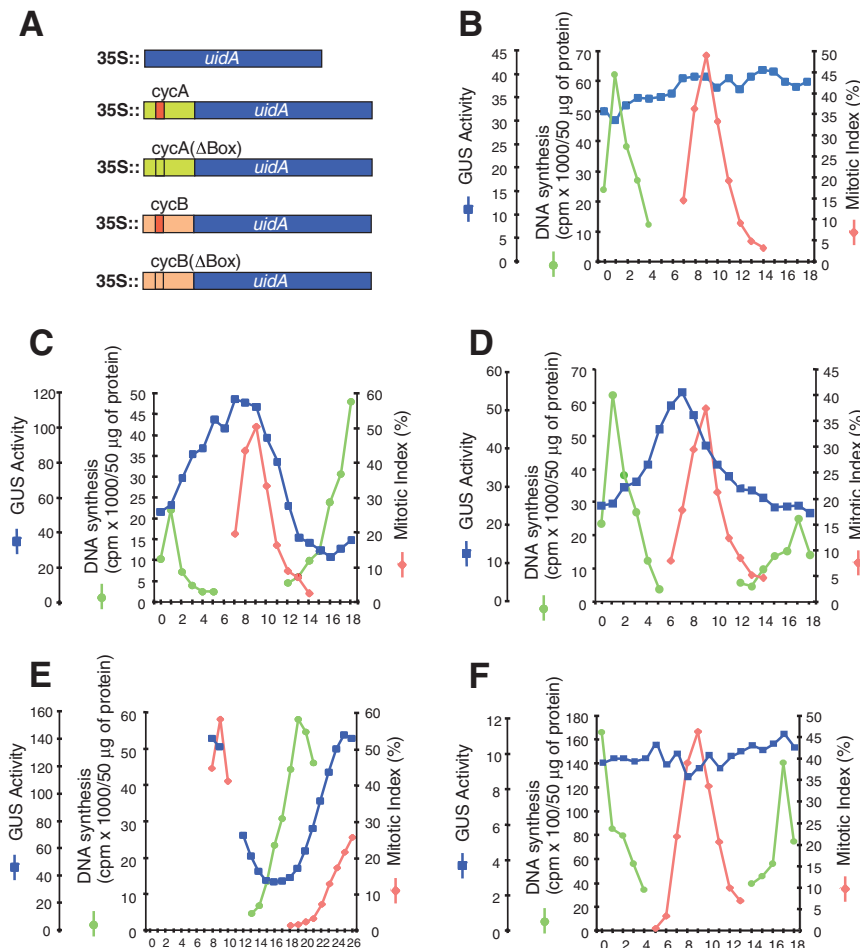 A
35S:: uidA
cycA
35S:: uidA
cycA(ΔBox)
35S:: uidA
cycB
35S:: uidA
cycB(ΔBox)
35S:: uidA
B
GUS Activity
45 40 35 30 25 20 15 10 5 0
DNA synthesis
(cpm x 1000/50 µg of protein)
70 60 50 40 30 20 10 0
Mitotic Index (%)
50 45 40 35 30 25 20 15 10 5 0
0 2 4 6 8 10 12 14 16 18
C
GUS Activity
120 100 80 60 40 20 0
DNA synthesis
(cpm x 1000/50 µg of protein)
50 45 40 35 30 25 20 15 10 5 0
Mitotic Index (%)
60 50 40 30 20 10 0
0 2 4 6 8 10 12 14 16 18
D
GUS Activity
60 50 40 30 20 10 0
DNA synthesis
(cpm x 1000/50 µg of protein)
70 60 50 40 30 20 10 0
Mitotic Index (%)
45 40 35 30 25 20 15 10 5 0
0 2 4 6 8 10 12 14 16 18
E
GUS Activity
160 140 120 100 80 60 40 20 0
DNA synthesis
(cpm x 1000/50 µg of protein)
60 50 40 30 20 10 0
Mitotic Index (%)
60 50 40 30 20 10 0
0 2 4 6 8 10 12 14 16 18 20 22 24 26
F
GUS Activity
12 10 8 6 4 2 0
DNA synthesis
(cpm x 100/50 µg of protein)
180 160 140 120 100 80 60 40 20 0
Mitotic Index (%)
50 45 40 35 30 25 20 15 10 5 0
0 2 4 6 8 10 12 14 16 18